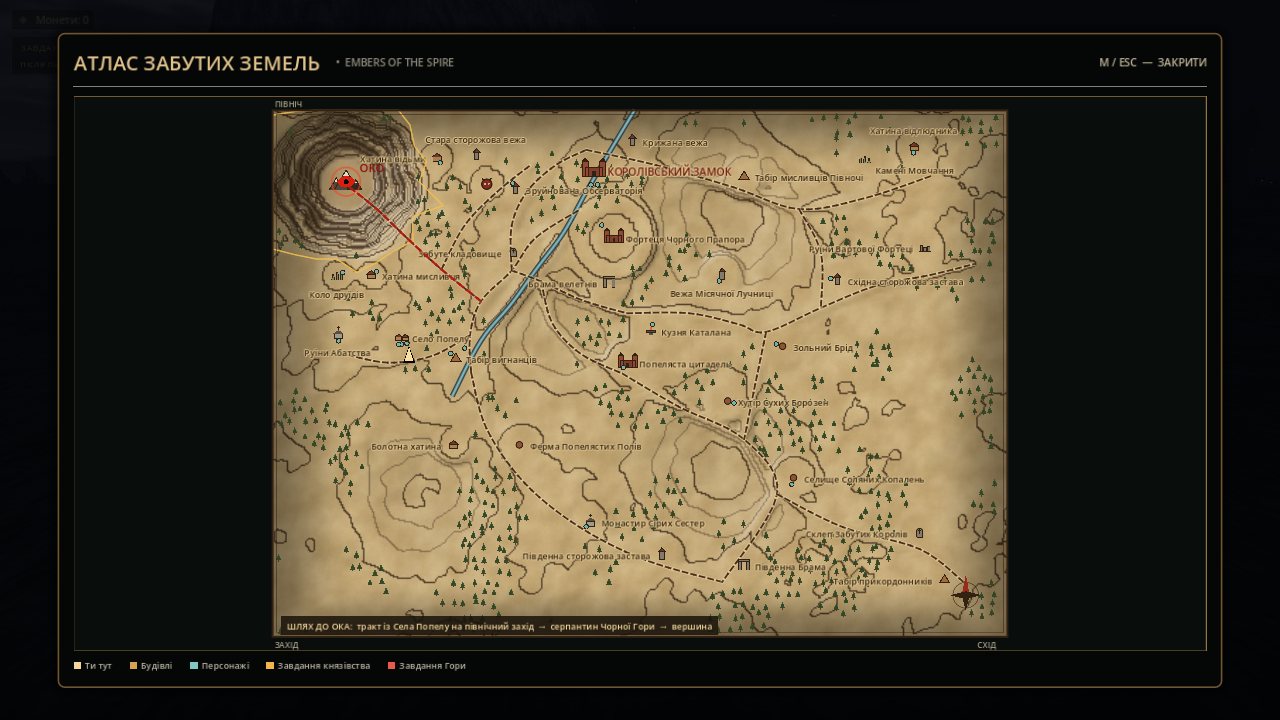 Монети: 0
АТЛАС ЗАБУТИХ ЗЕМЕЛЬ
• EMBERS OF THE SPIRE
M / ESC — ЗАКРИТИ
ПІВНІЧ
Хатина відлюдника
Стара сторожова вежа
Крижана вежа
Хатина відьми
ОКО
КОРОЛІВСЬКИЙ ЗАМОК
Камені Мовчання
Табір мисливців Півночі
Зруйнована Обсерваторія
Фортеця Чорного Прапора
Руїни Вартової Фортеці
Забуте кладовище
Хатина мисливця
Брама велетнів
Східна сторожова застава
Коло друїдів
Вежа Місячної Лучниці
Кузня Каталана
Село Попелу
Зольний Брід
Руїни Абатства
Табір вигнанців
Попеляста цитадель
Хутір Сухих Борозен
Болотна хатина
Ферма Попелястих Полів
Селище Соляних Копалень
Монастир Сірих Сестер
Склеп Забутих Королів
Південна сторожова застава
Південна Брама
Табір прикордонників
ШЛЯХ ДО ОКА: тракт із Села Попелу на північний захід → серпантин Чорної Гори → вершина
ЗАХІД
СХІД
Ти тут
Будівлі
Персонажі
Завдання князівства
Завдання Гори